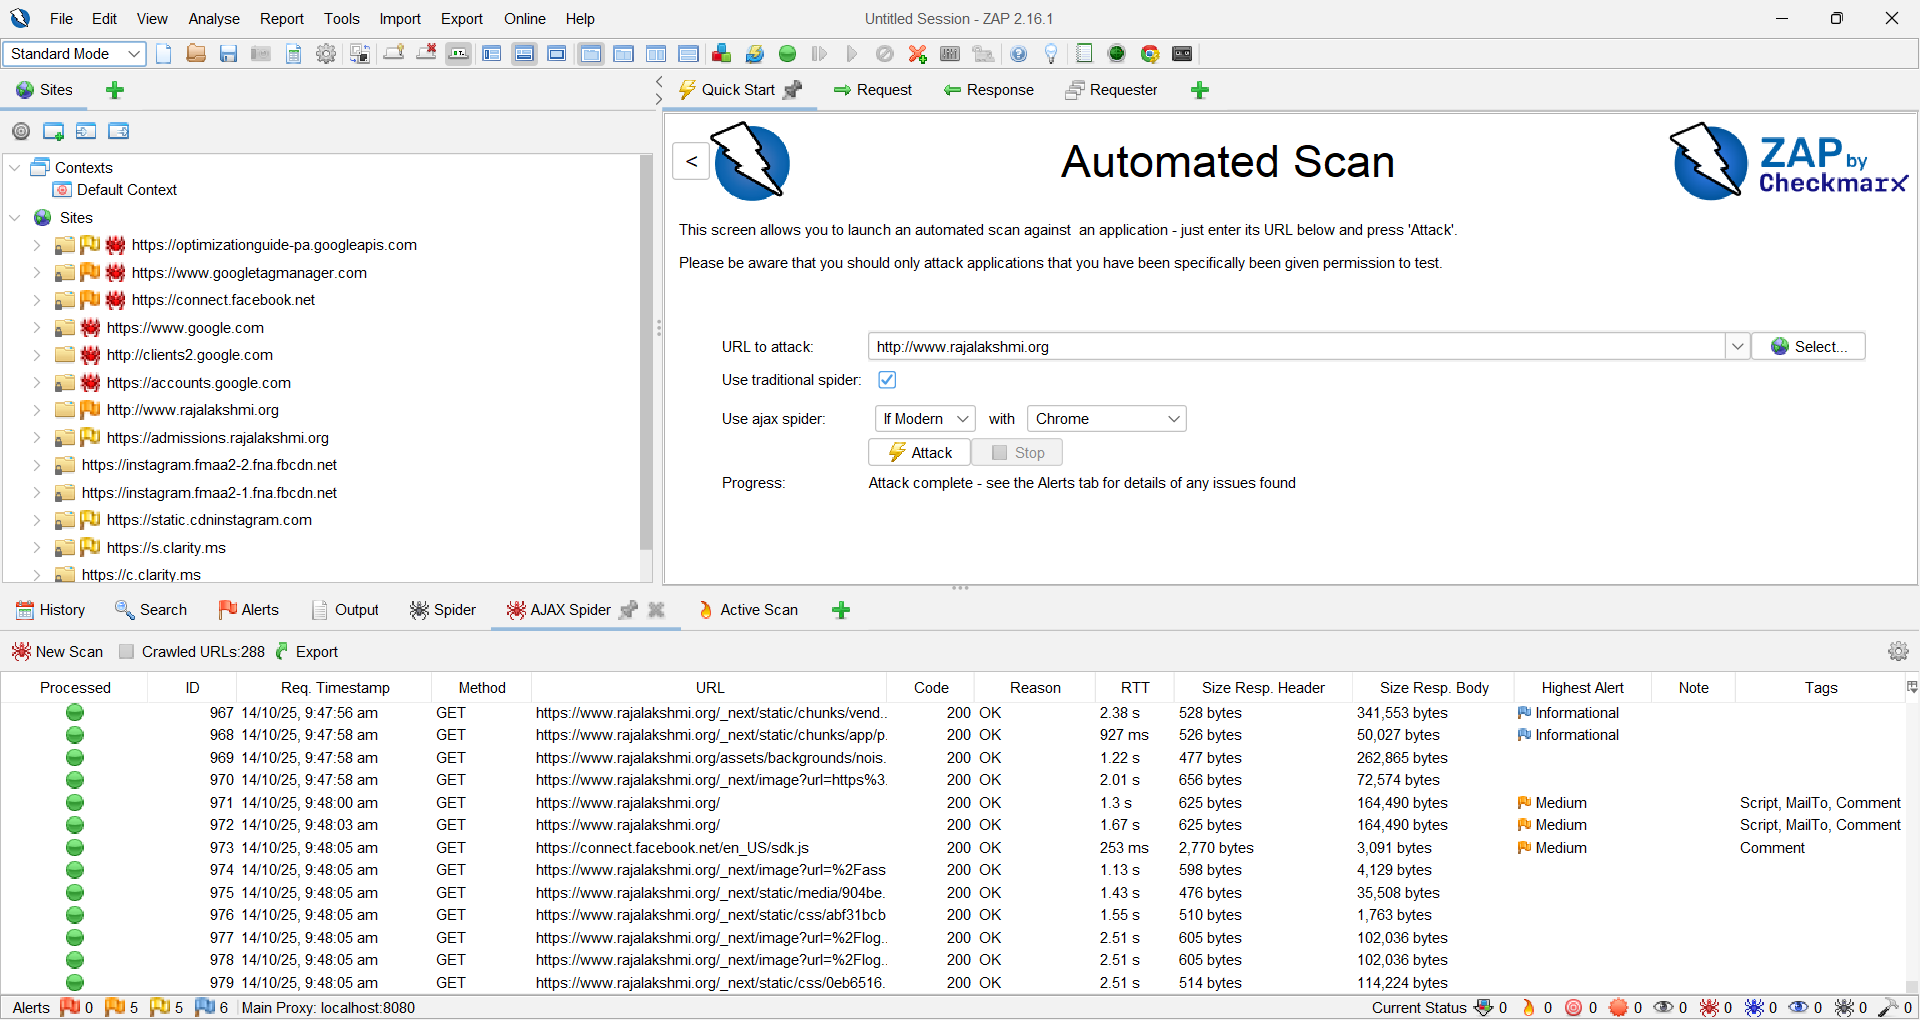 File Edit View Analyse Report Tools Import Export Online Help Untitled Session - ZAP 2.16.1
Standard Mode
Sites
Quick Start Request Response Requester
Contexts
Default Context
Sites
https://optimizationguide-pa.googleapis.com
https://www.googletagmanager.com
https://connect.facebook.net
https://www.google.com
http://clients2.google.com
https://accounts.google.com
http://www.rajalakshmi.org
https://admissions.rajalakshmi.org
https://instagram.fmaa2-2.fna.fbcdn.net
https://instagram.fmaa2-1.fna.fbcdn.net
https://static.cdninstagram.com
https://s.clarity.ms
https://c.clarity.ms
<
Automated Scan
ZAP by
Checkmarx
This screen allows you to launch an automated scan against an application - just enter its URL below and press 'Attack'.
Please be aware that you should only attack applications that you have been specifically been given permission to test.
URL to attack: http://www.rajalakshmi.org Select...
Use traditional spider:
Use ajax spider: If Modern with Chrome
Attack Stop
Progress: Attack complete - see the Alerts tab for details of any issues found
History Search Alerts Output Spider AJAX Spider Active Scan
New Scan Crawled URLs:288 Export
Processed ID Req. Timestamp Method URL Code Reason RTT Size Resp. Header Size Resp. Body Highest Alert Note Tags
967 14/10/25, 9:47:56 am GET https://www.rajalakshmi.org/_next/static/chunks/vend.. 200 OK 2.38 s 528 bytes 341,553 bytes Informational
968 14/10/25, 9:47:58 am GET https://www.rajalakshmi.org/_next/static/chunks/app/p. 200 OK 927 ms 526 bytes 50,027 bytes Informational
969 14/10/25, 9:47:58 am GET https://www.rajalakshmi.org/assets/backgrounds/nois. 200 OK 1.22 s 477 bytes 262,865 bytes
970 14/10/25, 9:47:58 am GET https://www.rajalakshmi.org/_next/image?url=https%3. 200 OK 2.01 s 656 bytes 72,574 bytes
971 14/10/25, 9:48:00 am GET https://www.rajalakshmi.org/ 200 OK 1.3 s 625 bytes 164,490 bytes Medium Script, MailTo, Comment
972 14/10/25, 9:48:03 am GET https://www.rajalakshmi.org/ 200 OK 1.67 s 625 bytes 164,490 bytes Medium Script, MailTo, Comment
973 14/10/25, 9:48:05 am GET https://connect.facebook.net/en_US/sdk.js 200 OK 253 ms 2,770 bytes 3,091 bytes Medium Comment
974 14/10/25, 9:48:05 am GET https://www.rajalakshmi.org/_next/image?url=%2Fass 200 OK 1.13 s 598 bytes 4,129 bytes
975 14/10/25, 9:48:05 am GET https://www.rajalakshmi.org/_next/static/media/904be. 200 OK 1.43 s 476 bytes 35,508 bytes
976 14/10/25, 9:48:05 am GET https://www.rajalakshmi.org/_next/static/css/abf31bcb 200 OK 1.55 s 510 bytes 1,763 bytes
977 14/10/25, 9:48:05 am GET https://www.rajalakshmi.org/_next/image?url=%2Flog.. 200 OK 2.51 s 605 bytes 102,036 bytes
978 14/10/25, 9:48:05 am GET https://www.rajalakshmi.org/_next/image?url=%2Flog.. 200 OK 2.51 s 605 bytes 102,036 bytes
979 14/10/25, 9:48:05 am GET https://www.rajalakshmi.org/_next/static/css/0eb6516. 200 OK 2.51 s 514 bytes 114,224 bytes
Alerts 0 5 5 6 Main Proxy: localhost:8080 Current Status 0 0 0 0 0 0 0 0 0 0